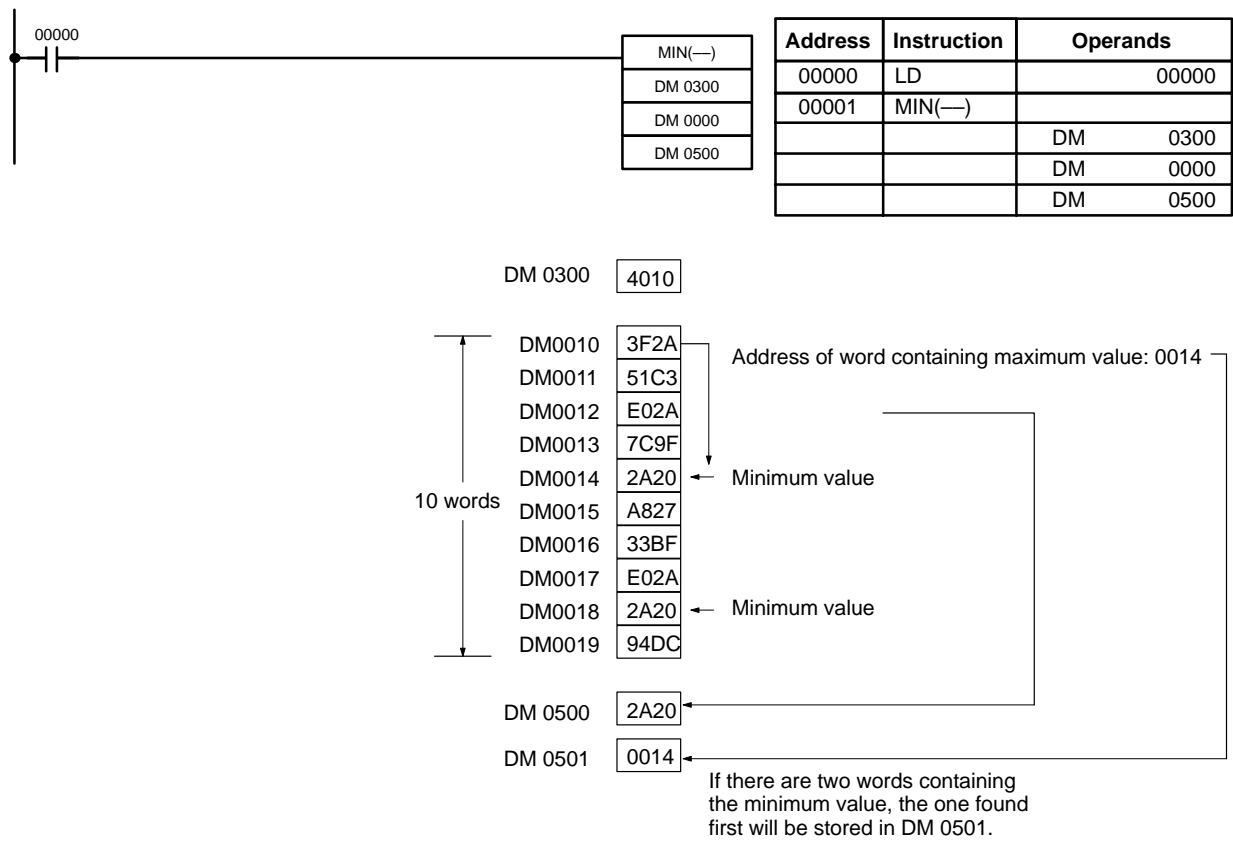 00000
MIN(—)
DM 0300
DM 0000
DM 0500
Address Instruction Operands
00000 LD 00000
00001 MIN(—)
DM 0300
DM 0000
DM 0500
DM 0300 4010
DM0010 3F2A
Address of word containing maximum value: 0014
DM0011 51C3
DM0012 E02A
DM0013 7C9F
DM0014 2A20 Minimum value
10 words
DM0015 A827
DM0016 33BF
DM0017 E02A
DM0018 2A20 Minimum value
DM0019 94DC
DM 0500 2A20
DM 0501 0014
If there are two words containing
the minimum value, the one found
first will be stored in DM 0501.